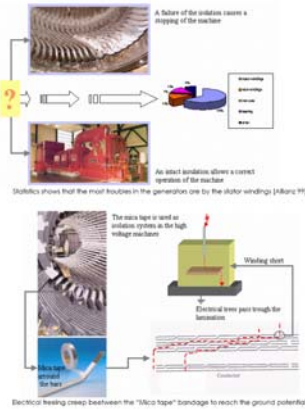 A failure of the isolation causes a
stopping of the machine
?
An intact insulation allows a correct
operation of the machine
Statistics shows that the most troubles in the generators are by the stator windings [Allianz 99]
The mica tape is used as
isolation system in the high
voltage machines
Winding short
Electrical trees pass trough the
lamination
Mica tape
around
the bars
Conductor
Electrical treeing creep beetween the "Mica tape" bandage to reach the ground potential